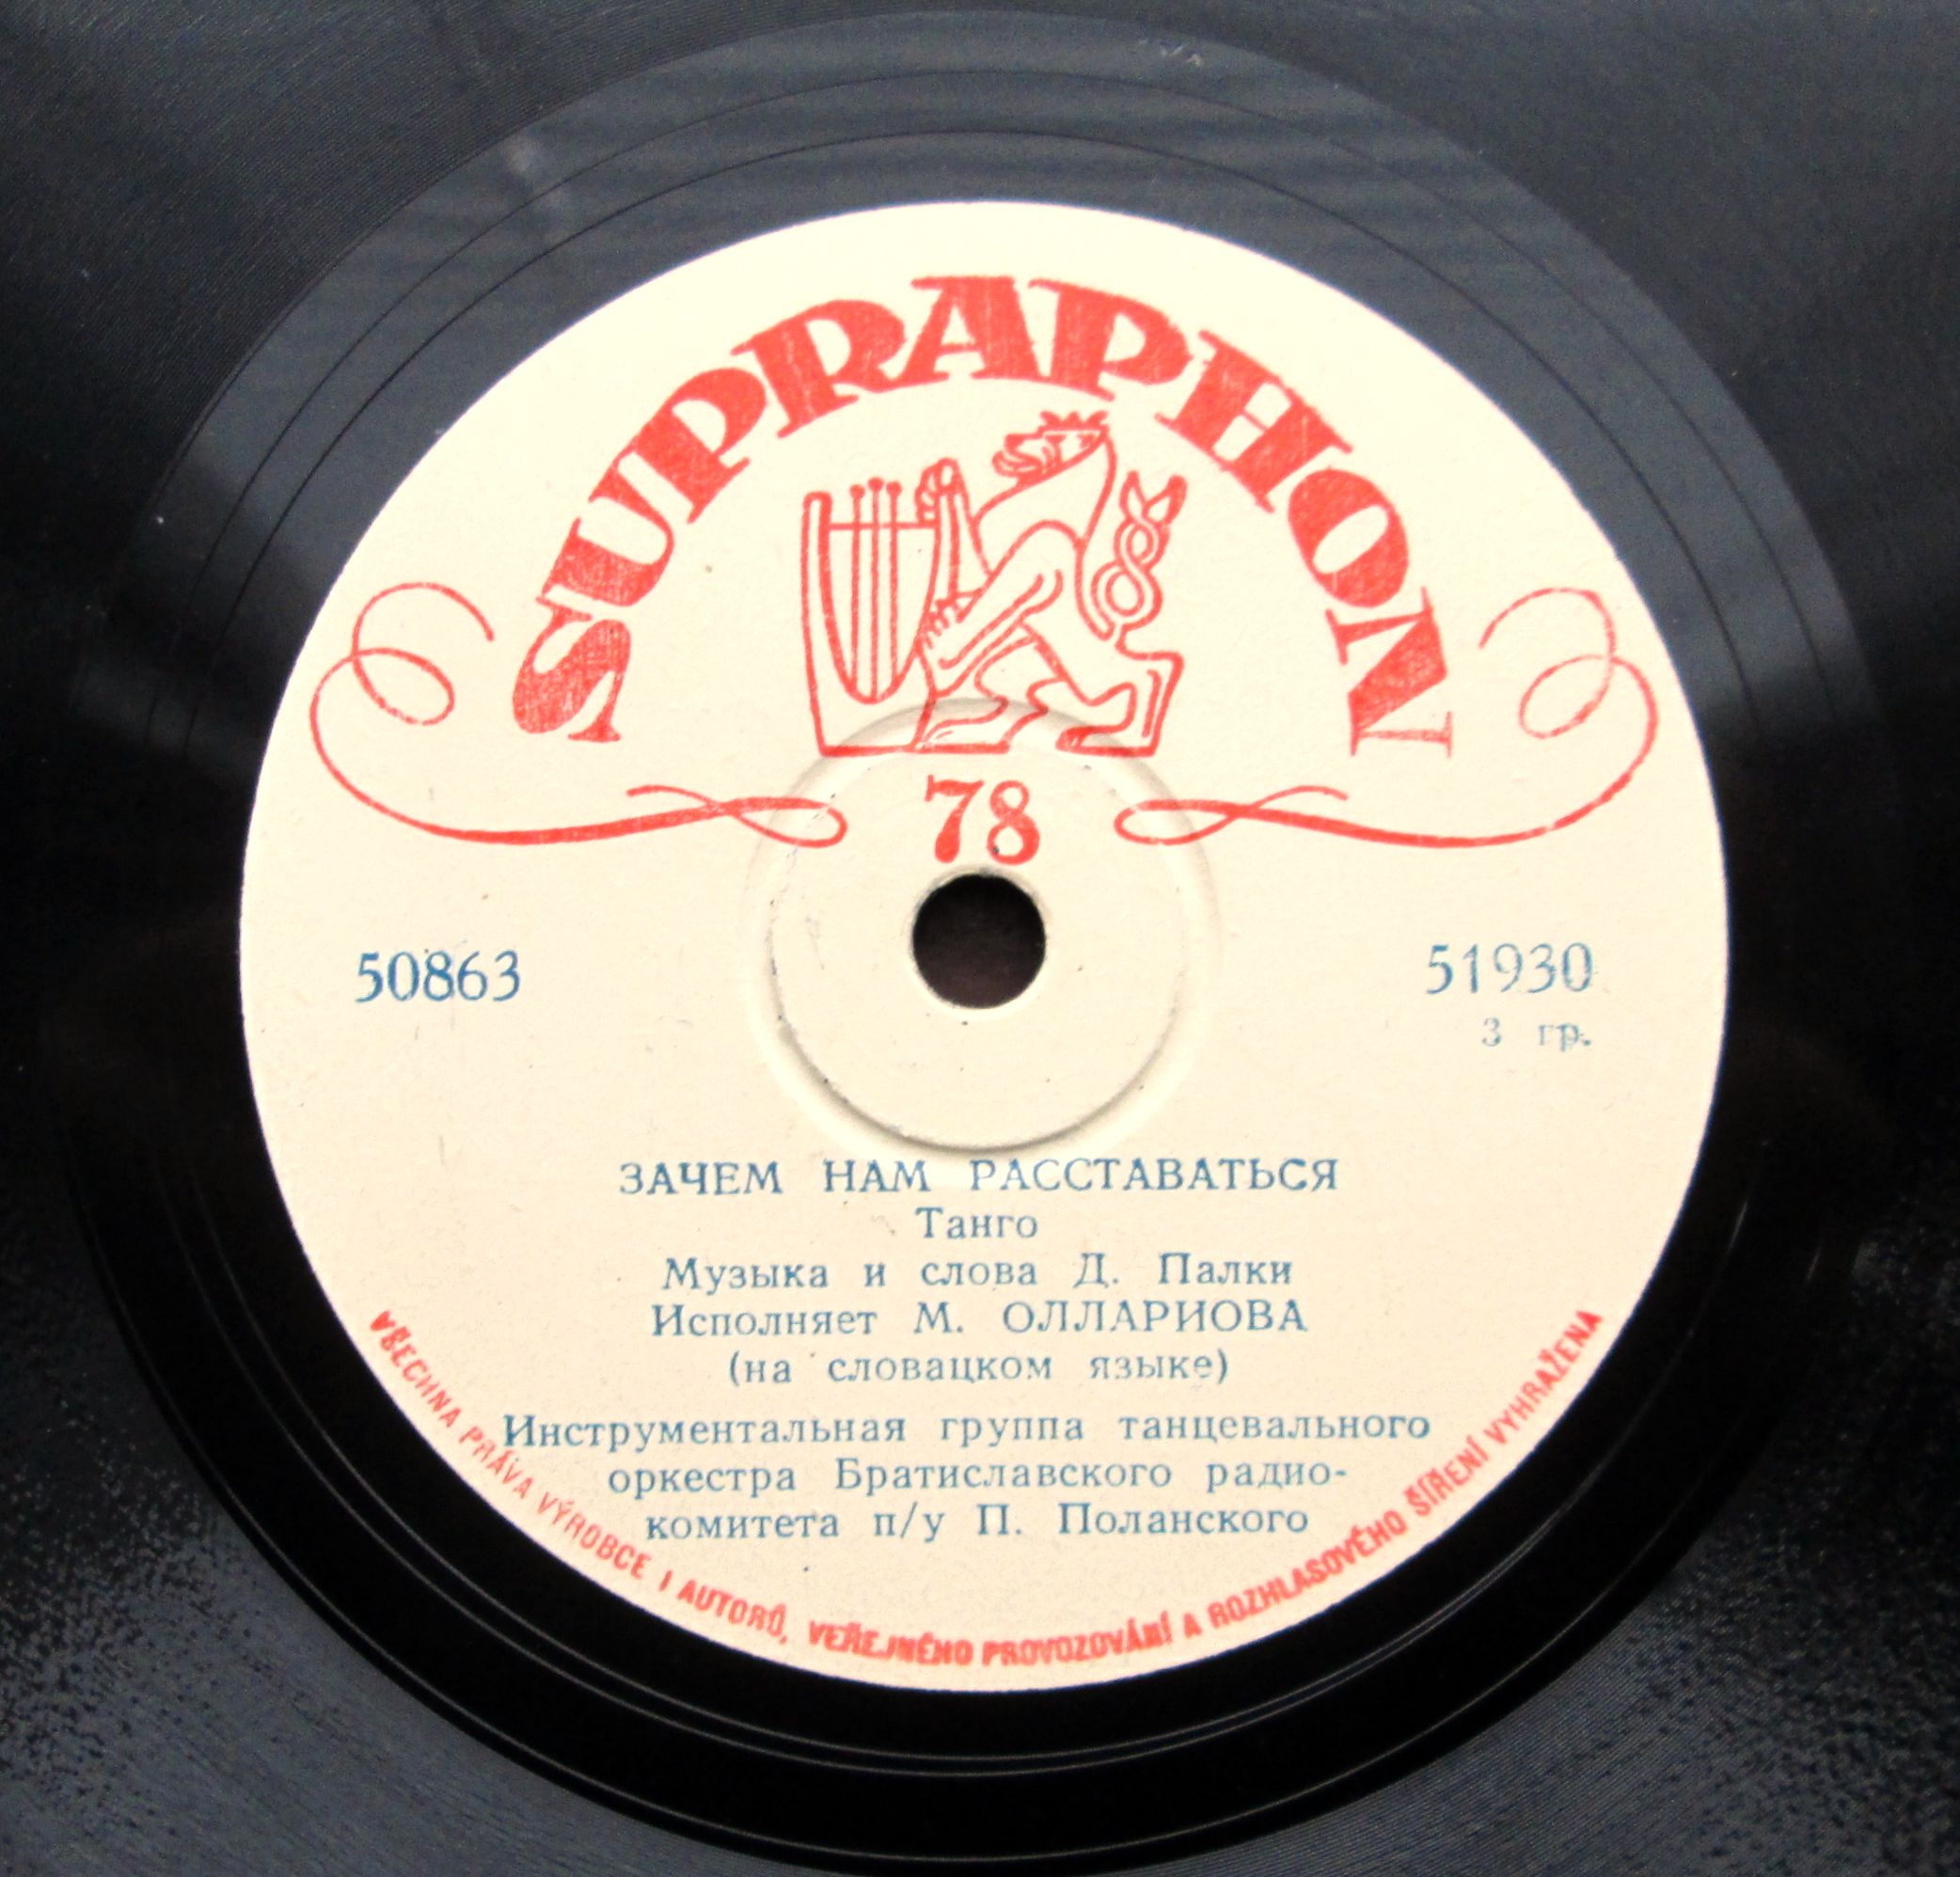 SUPRAPHON
78
50863
51930
3 гр.
ЗАЧЕМ НАМ РАССТАВАТЬСЯ
Танго
Музыка и слова Д. Палки
Исполняет М. ОЛЛАРИОВА
(на словацком языке)
Инструментальная группа танцевального
оркестра Братиславского радио-
комитета п/у П. Поланского
VŠECHNA PRÁVA VÝROBCE I AUTORŮ, VEŘEJNÉHO PROVOZOVÁNÍ A ROZHLASOVÉHO ŠÍŘENÍ VYHRAŽENA